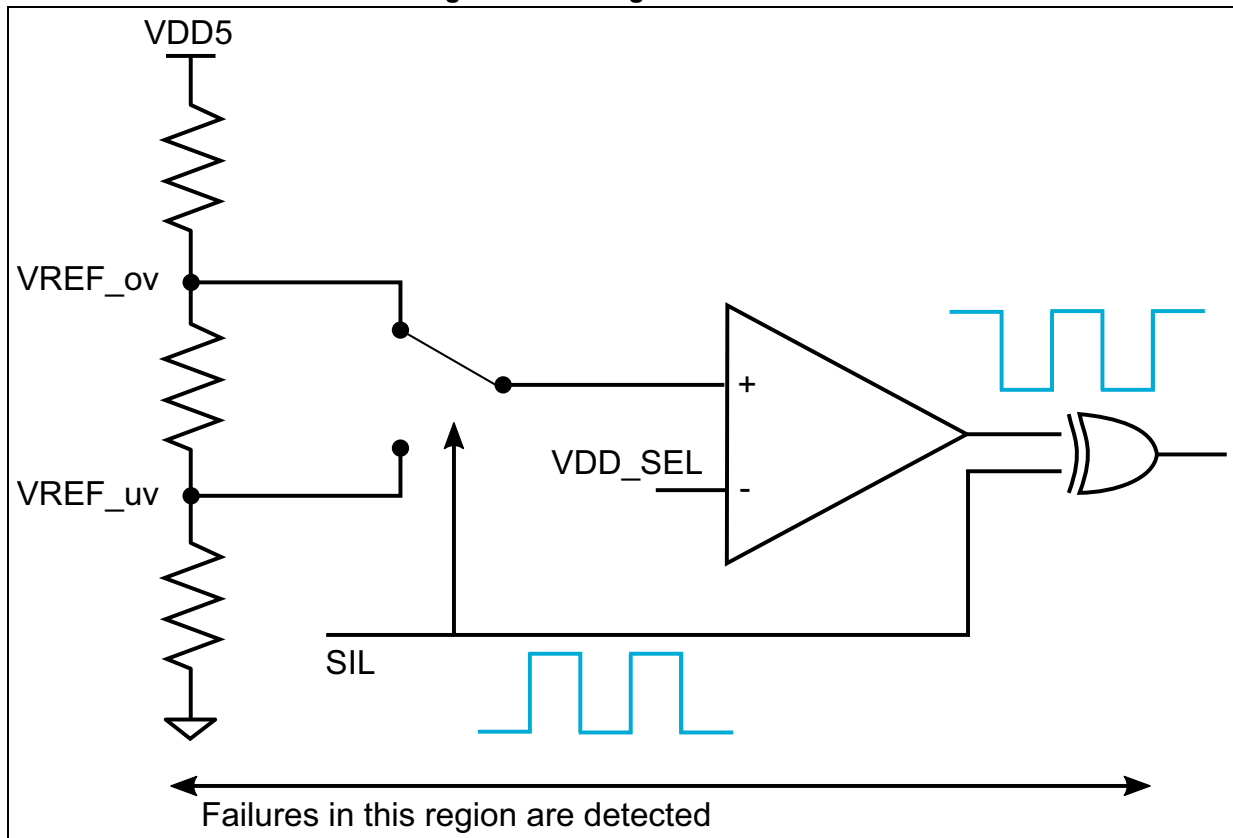 VDD5
VREF_ov
+
VDD_SEL
-
VREF_uv
SIL
Failures in this region are detected